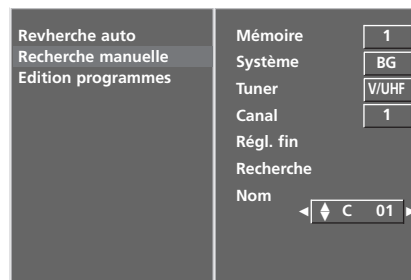 Revherche auto
Recherche manuelle
Edition programmes
Mémoire 1
Système BG
Tuner V/UHF
Canal 1
Régl. fin
Recherche
Nom
C 01